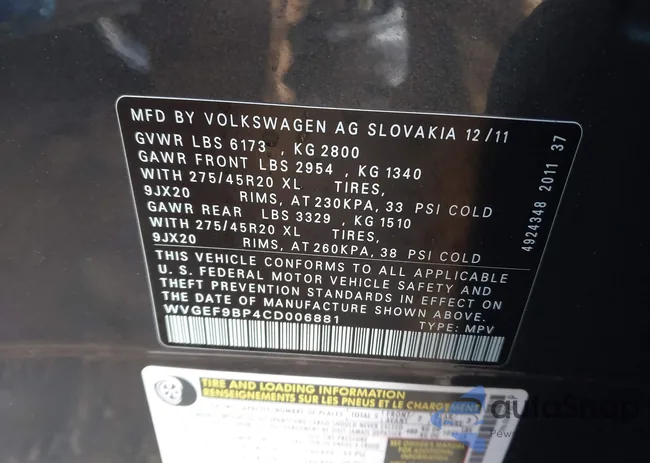 MFD BY VOLKSWAGEN AG SLOVAKIA 12/11
GVWR LBS 6173 , KG 2800
GAWR FRONT LBS 2954 , KG 1340
WITH 275/45R20 XL TIRES,
9JX20 RIMS, AT 230KPA, 33 PSI COLD
GAWR REAR LBS 3329 , KG 1510
WITH 275/45R20 XL TIRES,
9JX20 RIMS, AT 260KPA, 38 PSI COLD
THIS VEHICLE CONFORMS TO ALL APPLICABLE
U. S. FEDERAL MOTOR VEHICLE SAFETY AND
THEFT PREVENTION STANDARDS IN EFFECT ON
THE DATE OF MANUFACTURE SHOWN ABOVE.
WVGEF9BP4CD006881 TYPE: MPV
4924348 2011 37
TIRE AND LOADING INFORMATION
RENSEIGNEMENTS SUR LES PNEUS ET LE CHARGEMENT
autoSnap